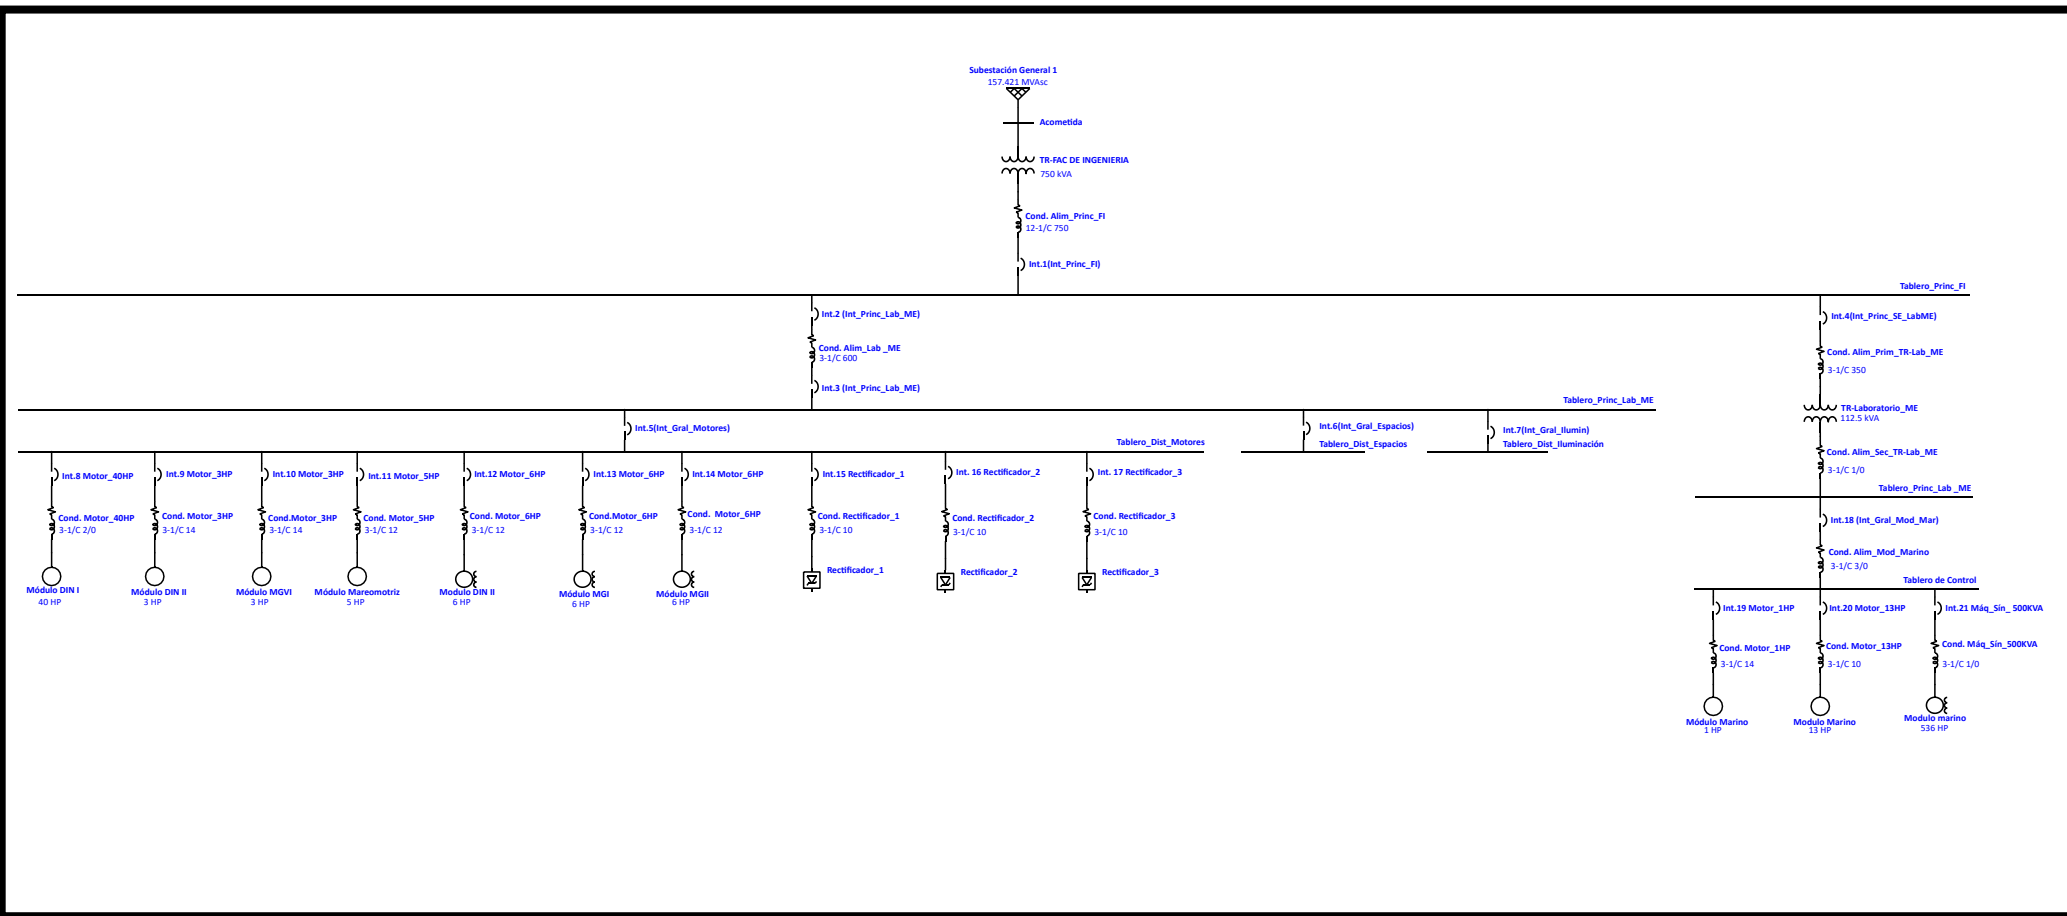 Subestación General 1
157.421 MVAsc
Acometida
TR-FAC DE INGENIERIA
750 kVA
Cond. Alim_Princ_FI
12-1/C 750
Int.1(Int_Princ_FI)
Tablero_Princ_FI
Int.2 (Int_Princ_Lab_ME)
Cond. Alim_Lab _ME
3-1/C 600
Int.3 (Int_Princ_Lab_ME)
Int.4(Int_Princ_SE_LabME)
Cond. Alim_Prim_TR-Lab_ME
3-1/C 350
TR-Laboratorio_ME
112.5 kVA
Cond. Alim_Sec_TR-Lab_ME
3-1/C 1/0
Tablero_Princ_Lab_ME
Int.5(Int_Gral_Motores)
Int.6(Int_Gral_Espacios)
Int.7(Int_Gral_Ilumin)
Tablero_Dist_Motores
Tablero_Dist_Espacios
Tablero_Dist_Iluminación
Int.8 Motor_40HP
Int.9 Motor_3HP
Int.10 Motor_3HP
Int.11 Motor_5HP
Int.12 Motor_6HP
Int.13 Motor_6HP
Int.14 Motor_6HP
Int.15 Rectificador_1
Int. 16 Rectificador_2
Int. 17 Rectificador_3
Cond. Motor_40HP
3-1/C 2/0
Cond. Motor_3HP
3-1/C 14
Cond.Motor_3HP
3-1/C 14
Cond. Motor_5HP
3-1/C 12
Cond. Motor_6HP
3-1/C 12
Cond.Motor_6HP
3-1/C 12
Cond.  Motor_6HP
3-1/C 12
Cond. Rectificador_1
3-1/C 10
Cond. Rectificador_2
3-1/C 10
Cond. Rectificador_3
3-1/C 10
Módulo DIN I
40 HP
Módulo DIN II
3 HP
Módulo MGVI
3 HP
Módulo Mareomotriz
5 HP
Modulo DIN II
6 HP
Módulo MGI
6 HP
Módulo MGII
6 HP
Rectificador_1
Rectificador_2
Rectificador_3
Tablero_Princ_Lab _ME
Int.18 (Int_Gral_Mod_Mar)
Cond. Alim_Mod_Marino
3-1/C 3/0
Tablero de Control
Int.19 Motor_1HP
Int.20 Motor_13HP
Int.21 Máq_Sín_ 500KVA
Cond. Motor_1HP
3-1/C 14
Cond. Motor_13HP
3-1/C 10
Cond. Máq_Sín_500KVA
3-1/C 1/0
Módulo Marino
1 HP
Modulo Marino
13 HP
Modulo marino
536 HP